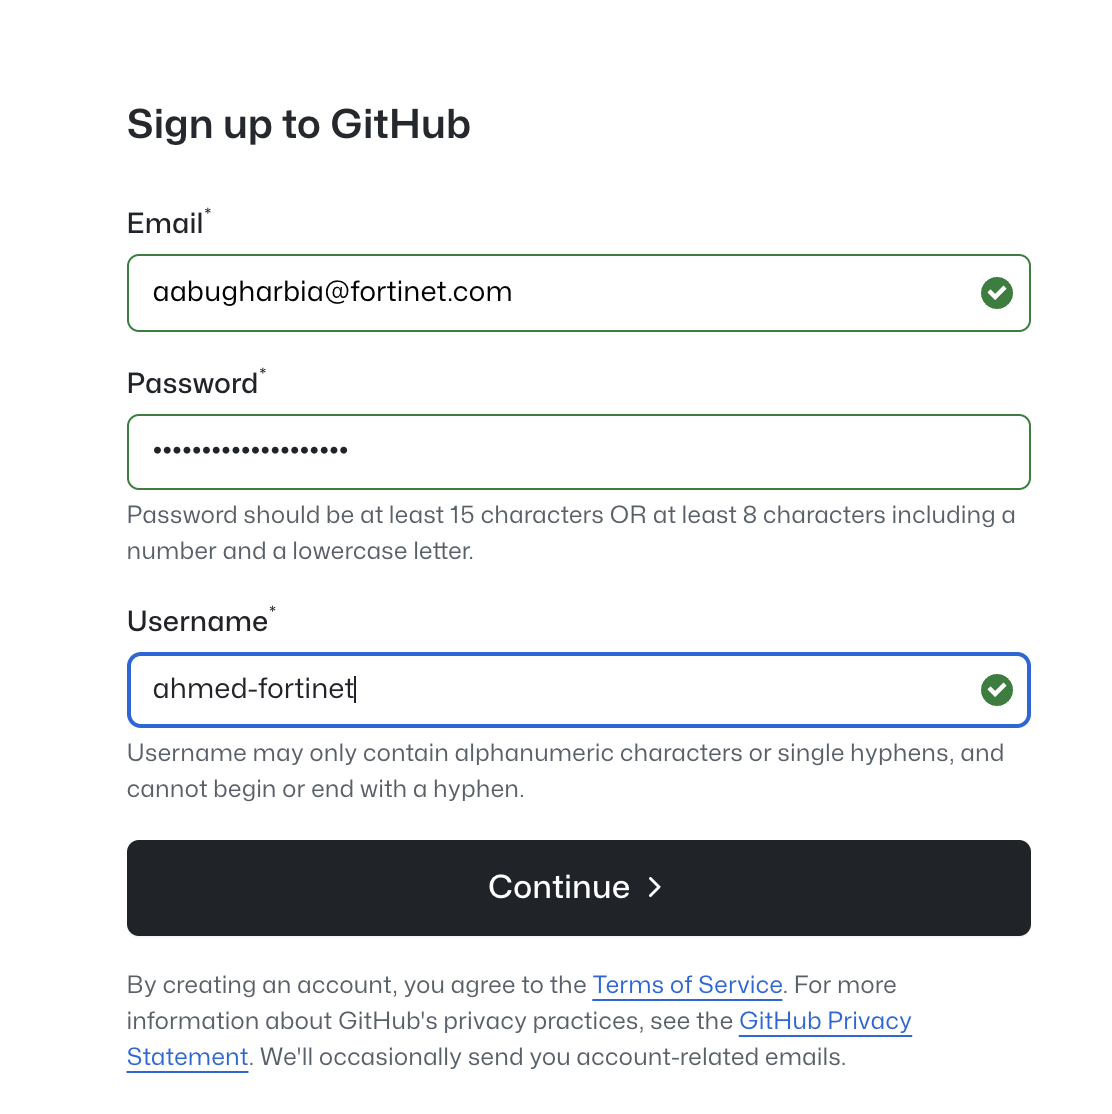 Sign up to GitHub
Email*
aabugharbia@fortinet.com
Password*
••••••••••••••••••••
Password should be at least 15 characters OR at least 8 characters including a
number and a lowercase letter.
Username*
ahmed-fortinet
Username may only contain alphanumeric characters or single hyphens, and
cannot begin or end with a hyphen.
Continue >
By creating an account, you agree to the Terms of Service. For more
information about GitHub's privacy practices, see the GitHub Privacy
Statement. We'll occasionally send you account-related emails.